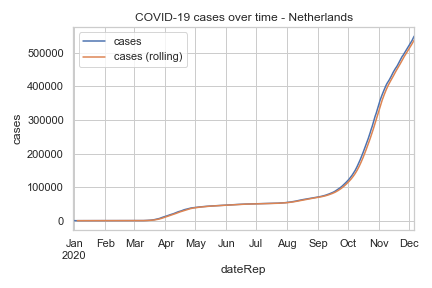 COVID-19 cases over time - Netherlands
cases
cases (rolling)
500000
400000
300000
200000
100000
0
cases
Jan Feb Mar Apr May Jun Jul Aug Sep Oct Nov Dec
2020
dateRep